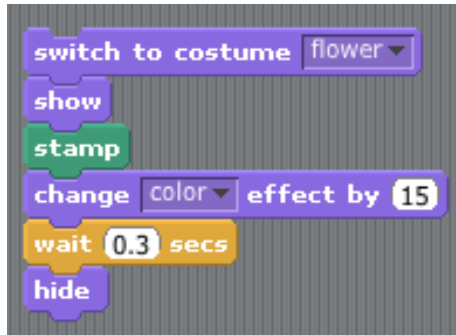 switch to costume flower
show
stamp
change color effect by 15
wait 0.3 secs
hide